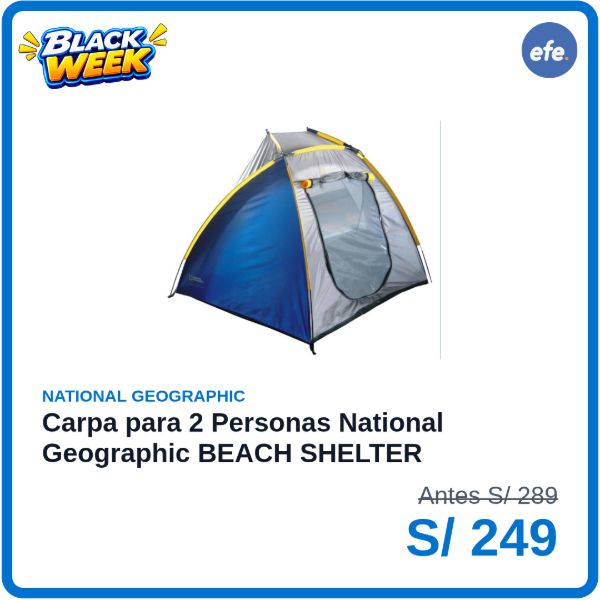 BLACK
WEEK
efe.
NATIONAL GEOGRAPHIC
Carpa para 2 Personas National
Geographic BEACH SHELTER
Antes S/ 289
S/ 249